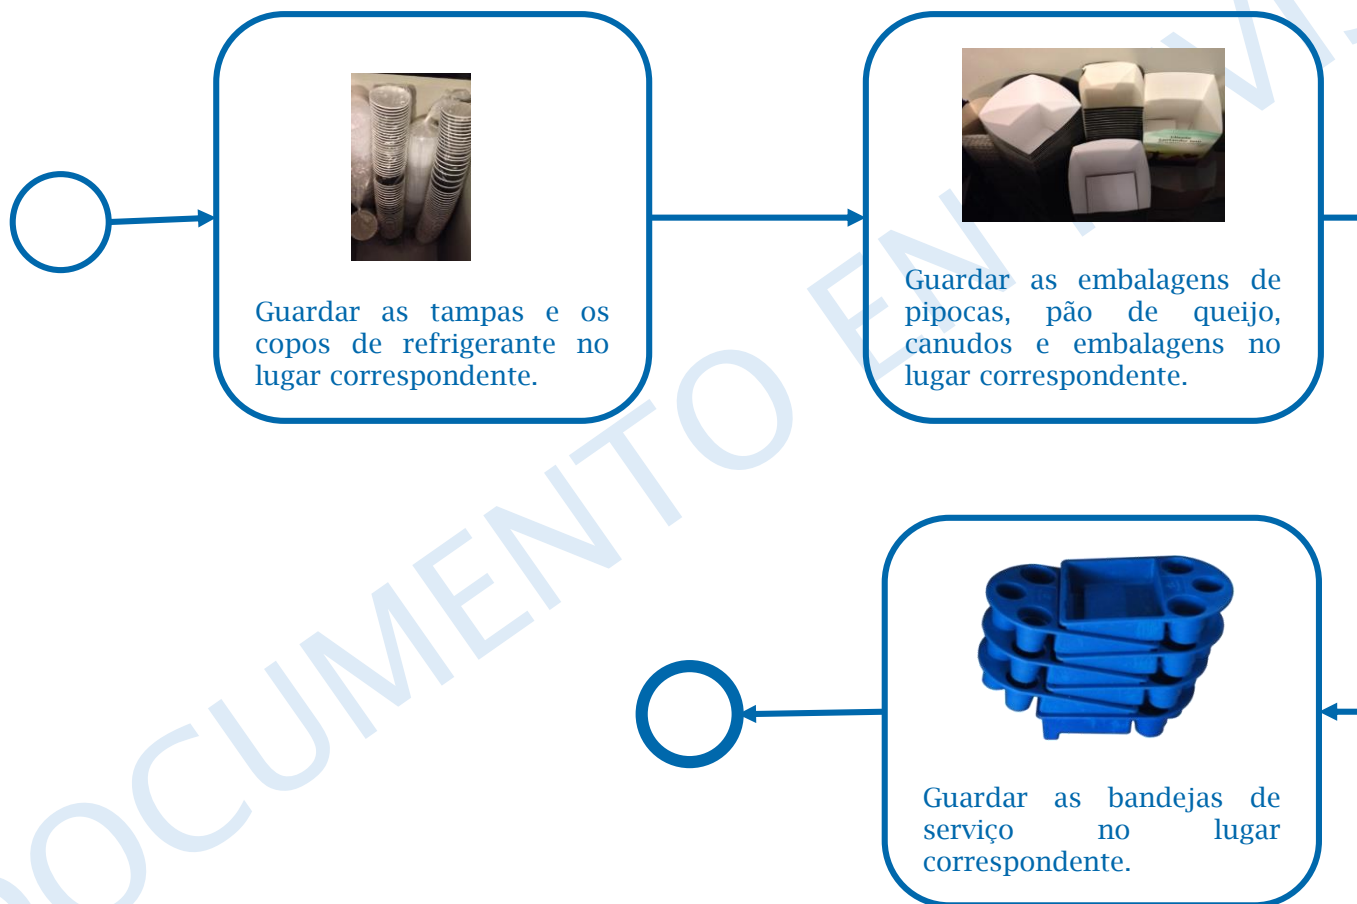 Guardar as tampas e os
copos de refrigerante no
lugar correspondente.
Guardar as embalagens de
pipocas, pão de queijo,
canudos e embalagens no
lugar correspondente.
Guardar as bandejas de
serviço no lugar
correspondente.
DOCUMENTO EN